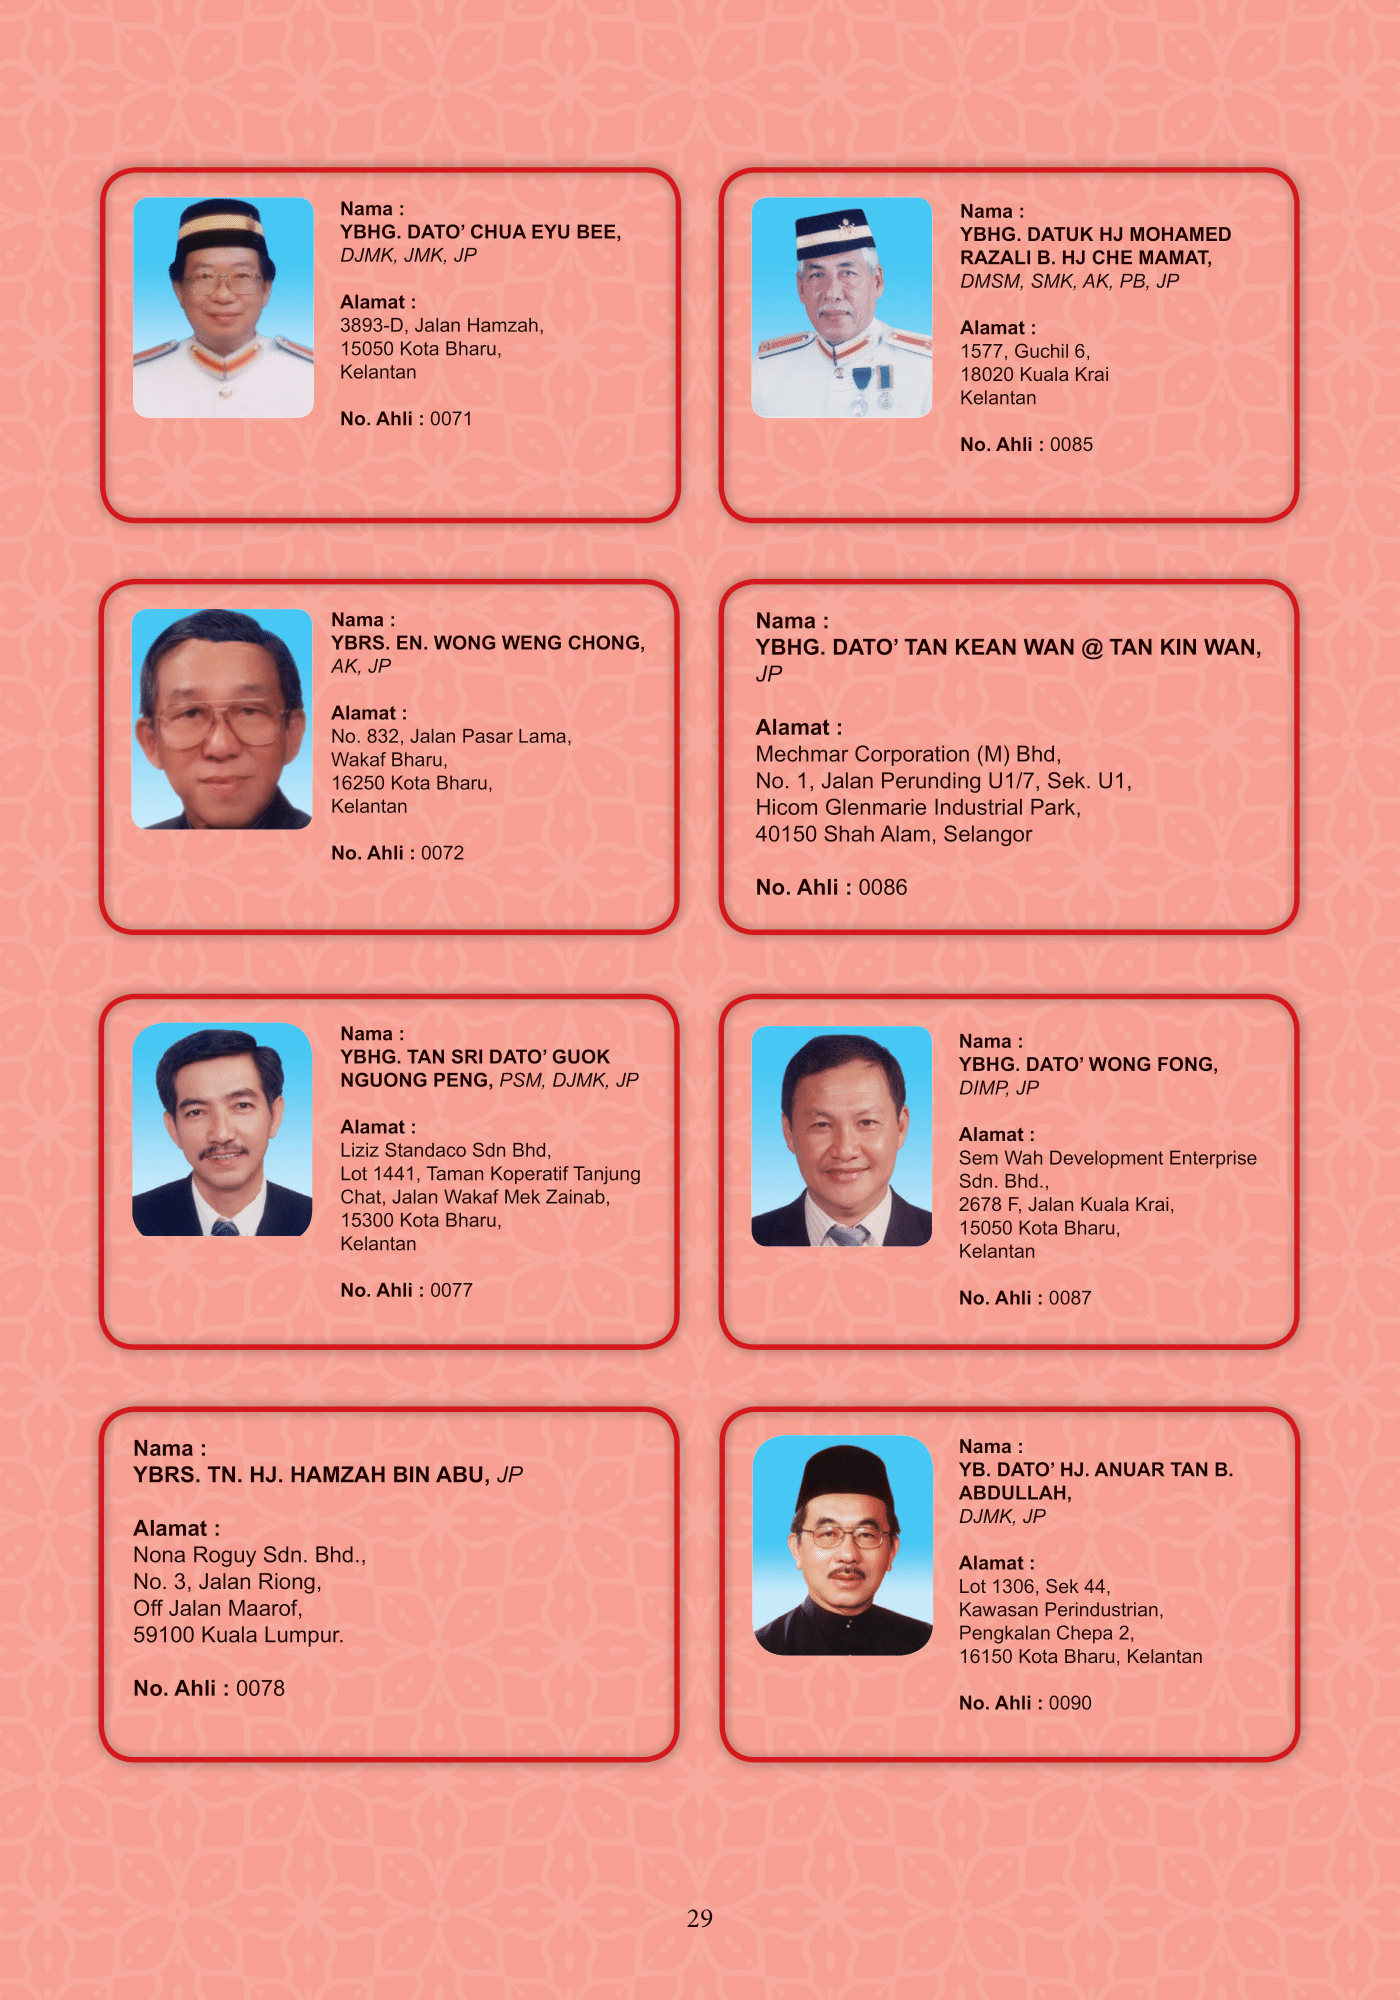 Nama :
YBHG. DATO’ CHUA EYU BEE,
DJMK, JMK, JP
Alamat :
3893-D, Jalan Hamzah,
15050 Kota Bharu,
Kelantan
No. Ahli : 0071
Nama :
YBHG. DATUK HJ MOHAMED
RAZALI B. HJ CHE MAMAT,
DMSM, SMK, AK, PB, JP
Alamat :
1577, Guchil 6,
18020 Kuala Krai
Kelantan
No. Ahli : 0085
Nama :
YBRS. EN. WONG WENG CHONG,
AK, JP
Alamat :
No. 832, Jalan Pasar Lama,
Wakaf Bharu,
16250 Kota Bharu,
Kelantan
No. Ahli : 0072
Nama :
YBHG. DATO’ TAN KEAN WAN @ TAN KIN WAN,
JP
Alamat :
Mechmar Corporation (M) Bhd,
No. 1, Jalan Perunding U1/7, Sek. U1,
Hicom Glenmarie Industrial Park,
40150 Shah Alam, Selangor
No. Ahli : 0086
Nama :
YBHG. TAN SRI DATO’ GUOK
NGUONG PENG, PSM, DJMK, JP
Alamat :
Liziz Standaco Sdn Bhd,
Lot 1441, Taman Koperatif Tanjung
Chat, Jalan Wakaf Mek Zainab,
15300 Kota Bharu,
Kelantan
No. Ahli : 0077
Nama :
YBHG. DATO’ WONG FONG,
DIMP, JP
Alamat :
Sem Wah Development Enterprise
Sdn. Bhd.,
2678 F, Jalan Kuala Krai,
15050 Kota Bharu,
Kelantan
No. Ahli : 0087
Nama :
YBRS. TN. HJ. HAMZAH BIN ABU, JP
Alamat :
Nona Roguy Sdn. Bhd.,
No. 3, Jalan Riong,
Off Jalan Maarof,
59100 Kuala Lumpur.
No. Ahli : 0078
Nama :
YB. DATO’ HJ. ANUAR TAN B.
ABDULLAH,
DJMK, JP
Alamat :
Lot 1306, Sek 44,
Kawasan Perindustrian,
Pengkalan Chepa 2,
16150 Kota Bharu, Kelantan
No. Ahli : 0090
29